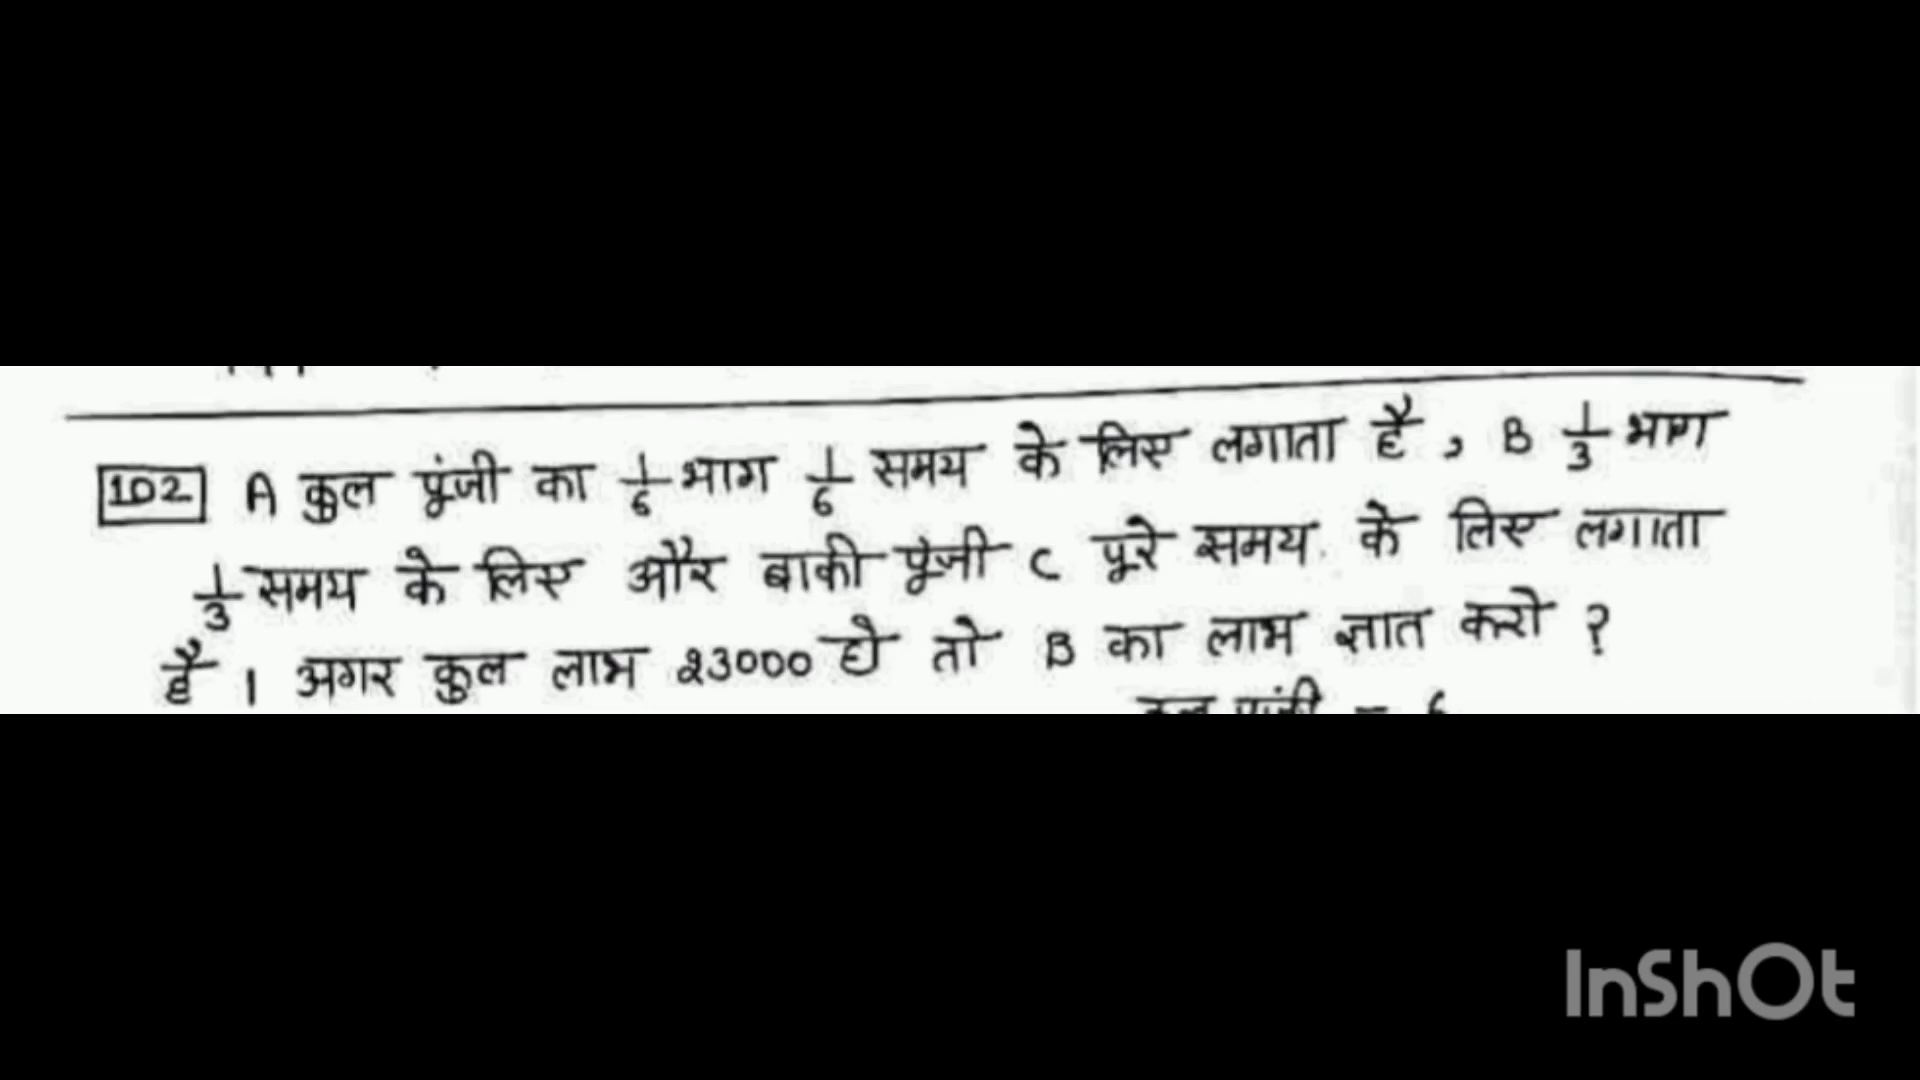 102 A कुल पूंजी का 1/6 भाग 1/6 समय के लिए लगाता है , B 1/3 भाग
1/3 समय के लिए और बाकी पूंजी C पूरे समय के लिए लगाता
है । अगर कुल लाभ 23000 हो तो B का लाभ ज्ञात करो ?
कुल पूंजी = 6
InShOt